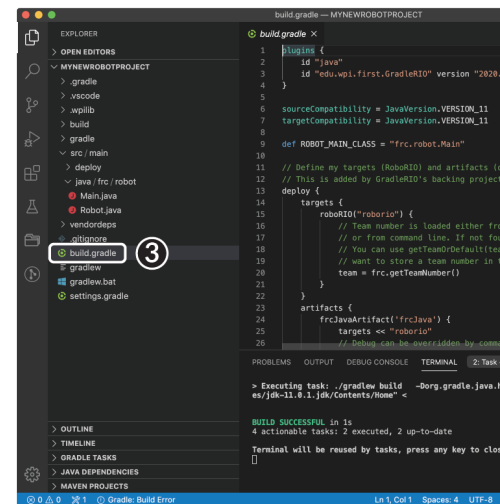 build.gradle — MYNEWROBOTPROJECT
EXPLORER
OPEN EDITORS
MYNEWROBOTPROJECT
.gradle
.vscode
.wpilib
build
gradle
src / main
deploy
java / frc / robot
Main.java
Robot.java
vendordeps
.gitignore
build.gradle
3
gradlew
gradlew.bat
settings.gradle
OUTLINE
TIMELINE
GRADLE TASKS
JAVA DEPENDENCIES
MAVEN PROJECTS
build.gradle ×
1 plugins {
2 id "java"
3 id "edu.wpi.first.GradleRIO" version "2020.
4 }
5
6 sourceCompatibility = JavaVersion.VERSION_11
7 targetCompatibility = JavaVersion.VERSION_11
8
9 def ROBOT_MAIN_CLASS = "frc.robot.Main"
10
11 // Define my targets (RoboRIO) and artifacts (
12 // This is added by GradleRIO's backing project
13 deploy {
14 targets {
15 roboRIO("roborio") {
16 // Team number is loaded either fro
17 // or from command line. If not fou
18 // You can use getTeamOrDefault(tea
19 // want to store a team number in t
20 team = frc.getTeamNumber()
21 }
22 }
23 artifacts {
24 frcJavaArtifact('frcJava') {
25 targets << "roborio"
26 // Debug can be overridden by comma
PROBLEMS OUTPUT DEBUG CONSOLE TERMINAL 2: Task -
> Executing task: ./gradlew build -Dorg.gradle.java.h
es/jdk-11.0.1.jdk/Contents/Home" <
BUILD SUCCESSFUL in 1s
4 actionable tasks: 2 executed, 2 up-to-date
Terminal will be reused by tasks, press any key to clos
0 0 1 Gradle: Build Error Ln 1, Col 1 Spaces: 4 UTF-8